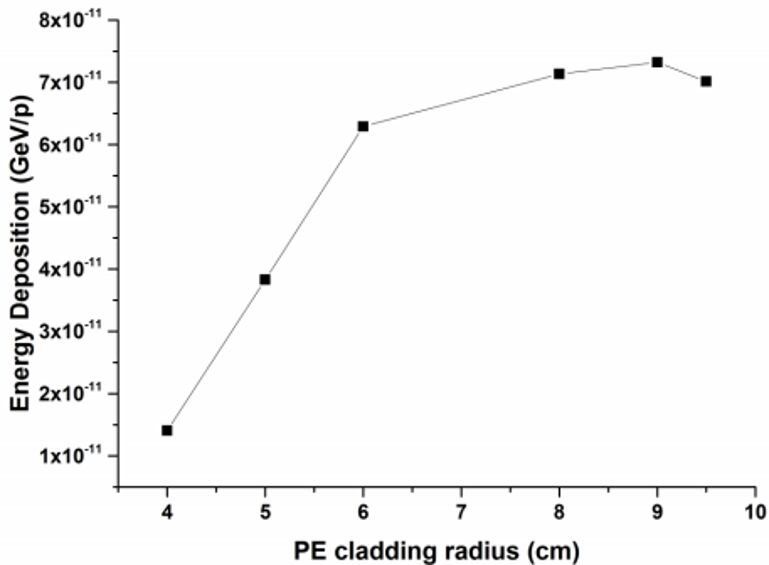 8x10⁻¹¹
7x10⁻¹¹
6x10⁻¹¹
5x10⁻¹¹
4x10⁻¹¹
3x10⁻¹¹
2x10⁻¹¹
1x10⁻¹¹
Energy Deposition (GeV/p)
4 5 6 7 8 9 10
PE cladding radius (cm)